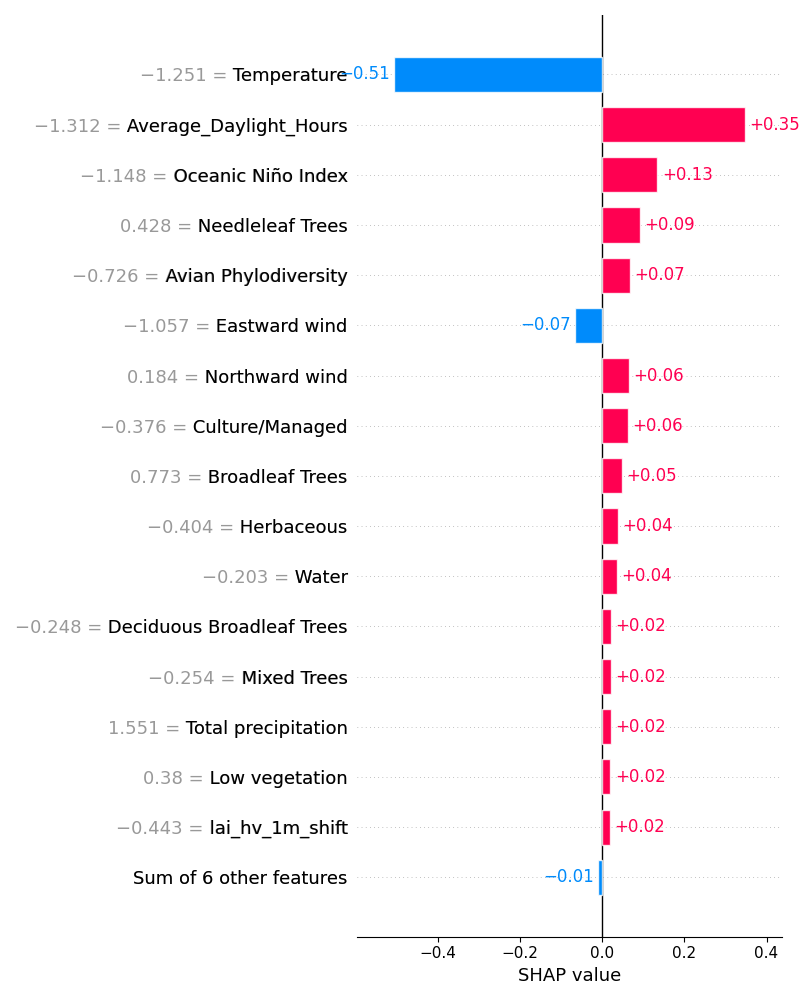 −1.251 = Temperature −0.51
−1.312 = Average_Daylight_Hours +0.35
−1.148 = Oceanic Niño Index +0.13
0.428 = Needleleaf Trees +0.09
−0.726 = Avian Phylodiversity +0.07
−1.057 = Eastward wind −0.07
0.184 = Northward wind +0.06
−0.376 = Culture/Managed +0.06
0.773 = Broadleaf Trees +0.05
−0.404 = Herbaceous +0.04
−0.203 = Water +0.04
−0.248 = Deciduous Broadleaf Trees +0.02
−0.254 = Mixed Trees +0.02
1.551 = Total precipitation +0.02
0.38 = Low vegetation +0.02
−0.443 = lai_hv_1m_shift +0.02
Sum of 6 other features −0.01
−0.4 −0.2 0.0 0.2 0.4
SHAP value